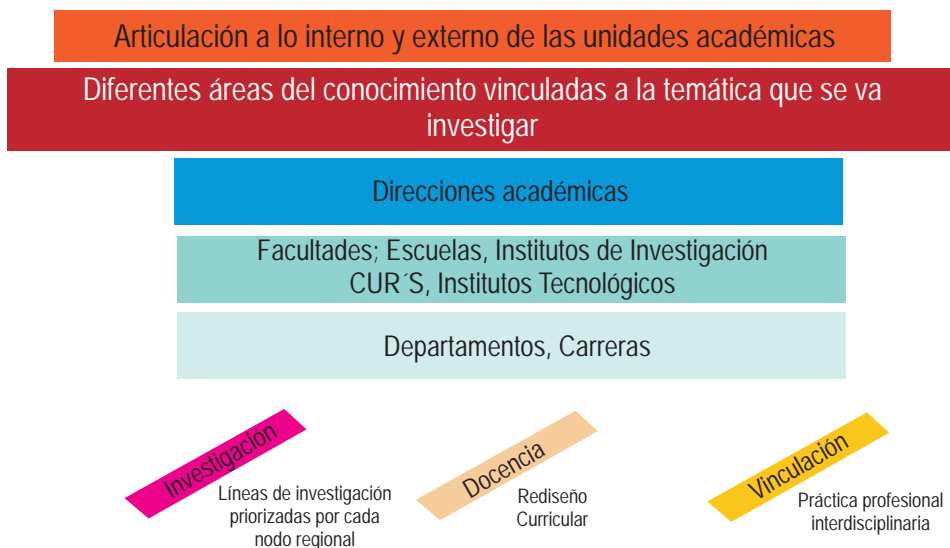 Articulación a lo interno y externo de las unidades académicas
Diferentes áreas del conocimiento vinculadas a la temática que se va
investigar
Direcciones académicas
Facultades; Escuelas, Institutos de Investigación
CUR´S, Institutos Tecnológicos
Departamentos, Carreras
Investigación
Líneas de investigación
priorizadas por cada
nodo regional
Docencia
Rediseño
Curricular
Vinculación
Práctica profesional
interdisciplinaria